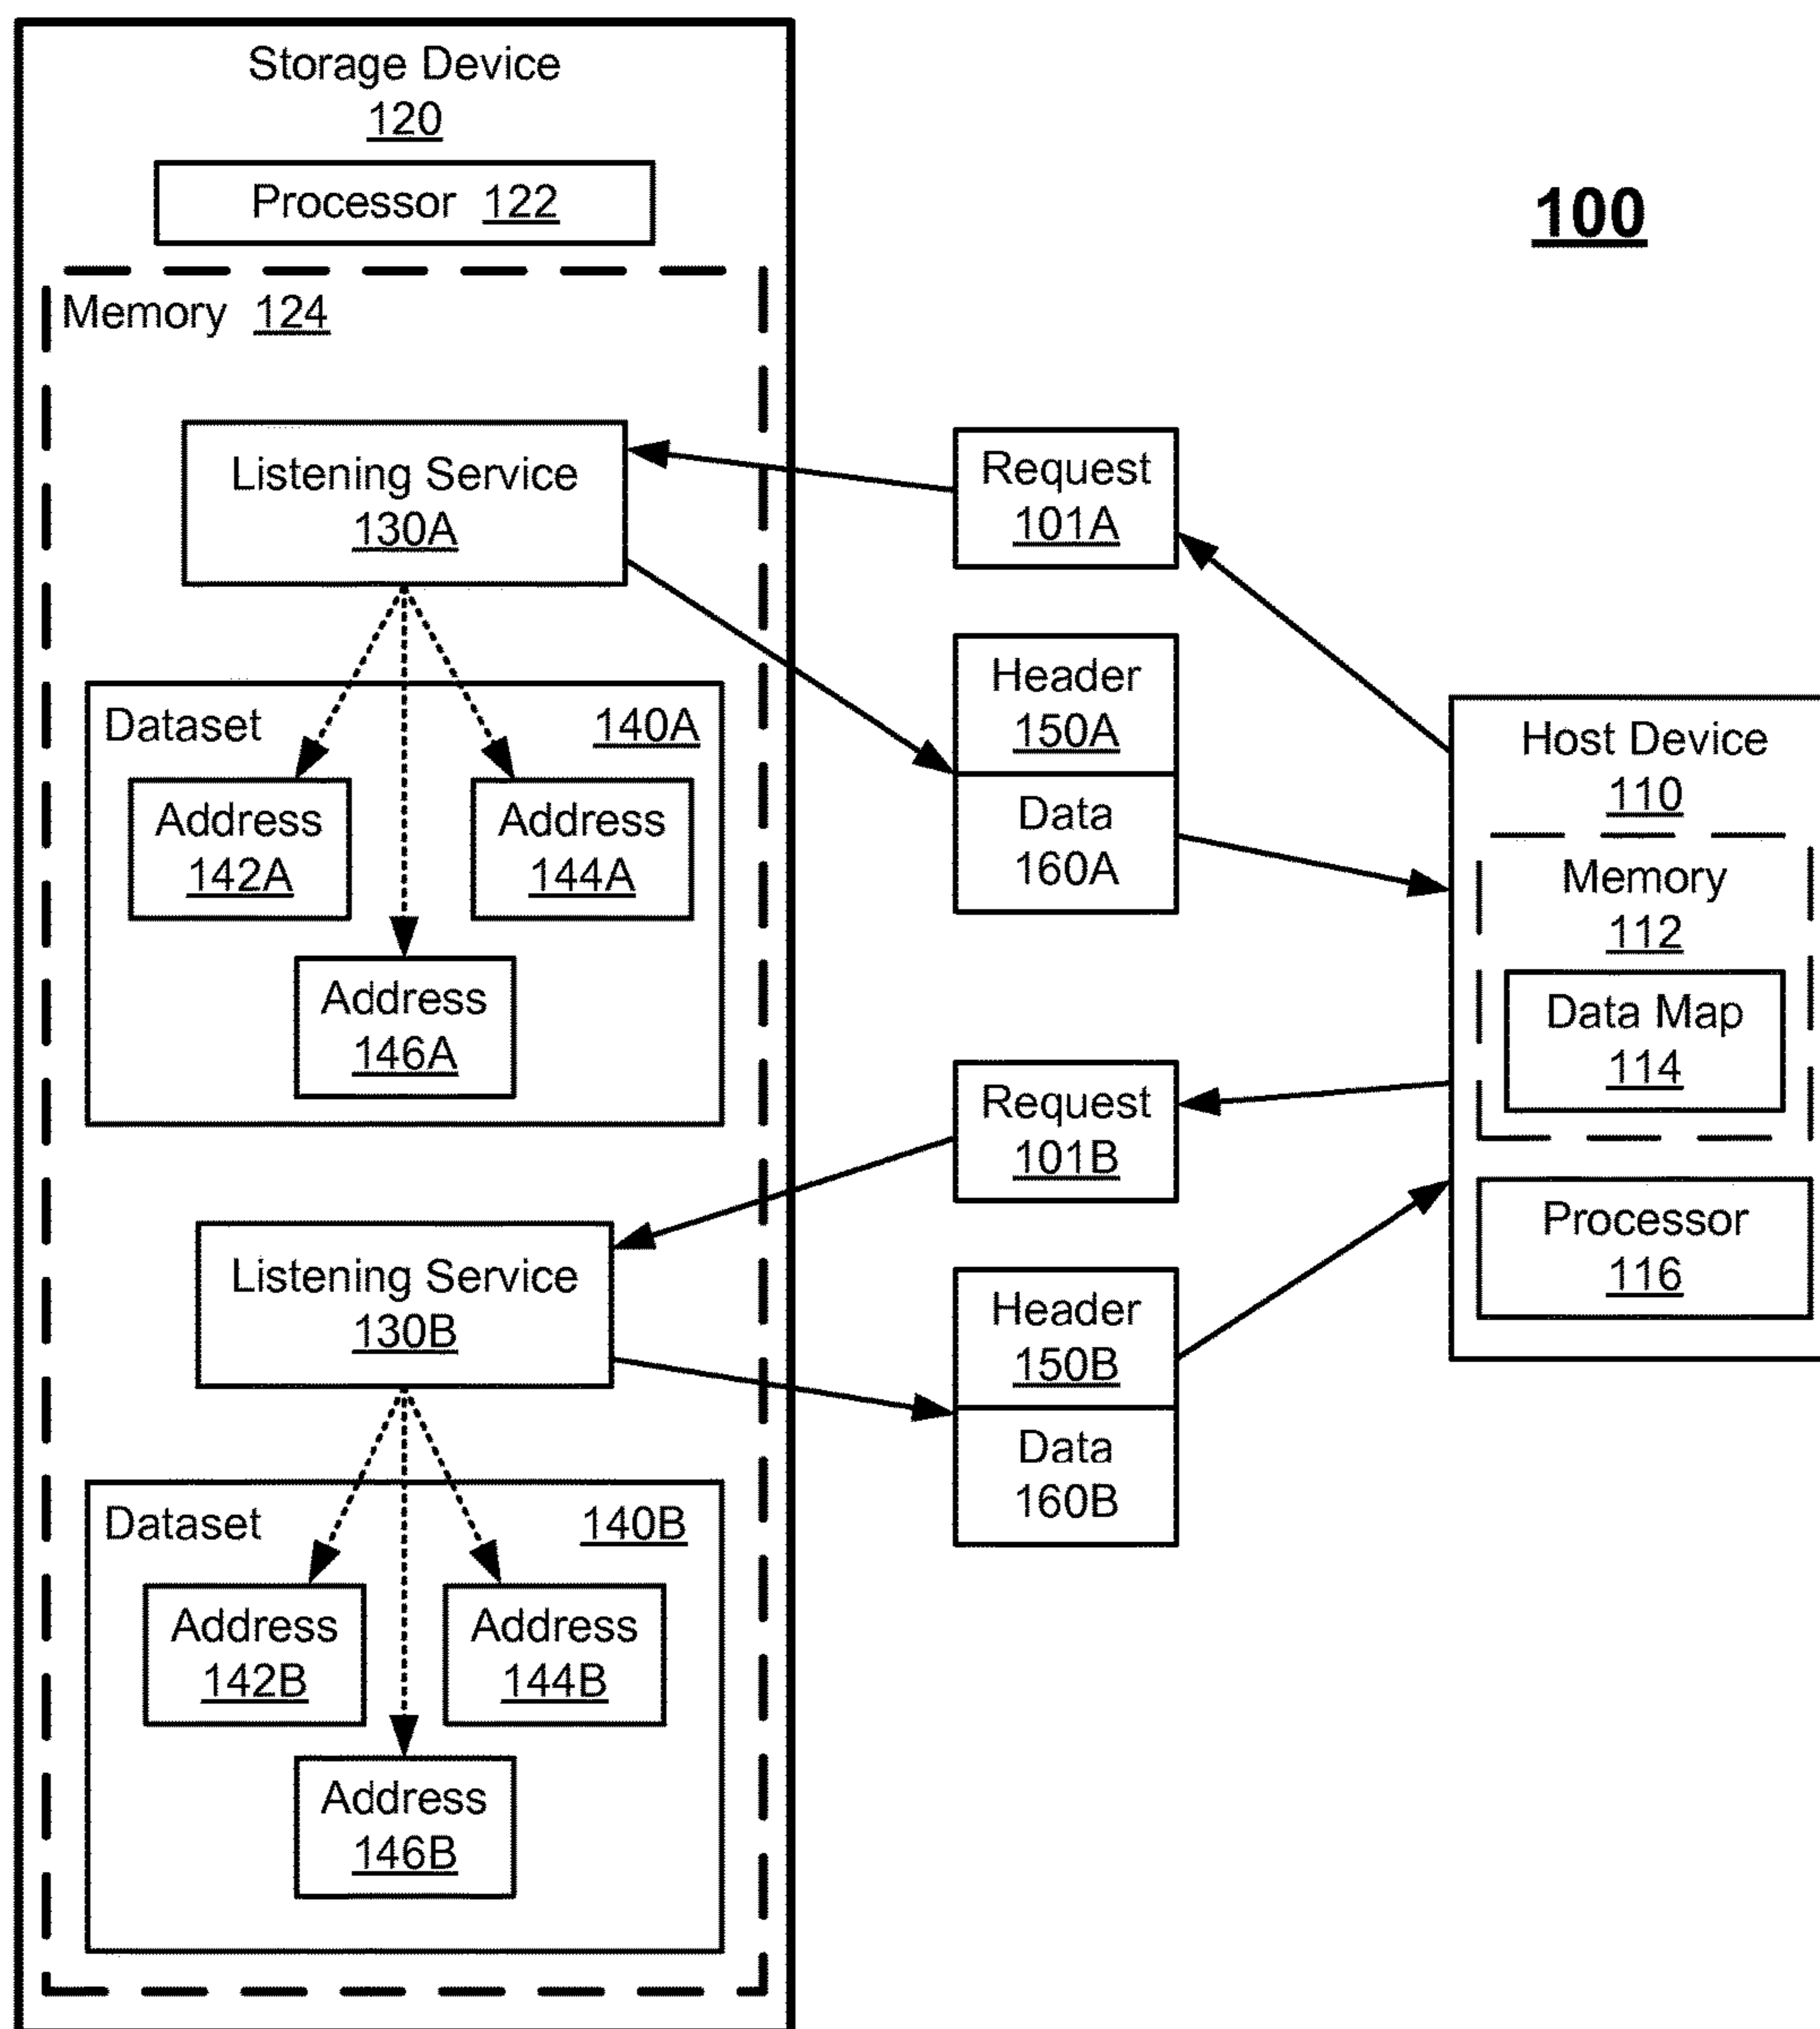 Storage Device
120
Processor 122
100
Memory 124
Listening Service
130A
Dataset 140A
Address
142A
Address
144A
Address
146A
Listening Service
130B
Dataset 140B
Address
142B
Address
144B
Address
146B
Request
101A
Header
150A
Data
160A
Request
101B
Header
150B
Data
160B
Host Device
110
Memory
112
Data Map
114
Processor
116